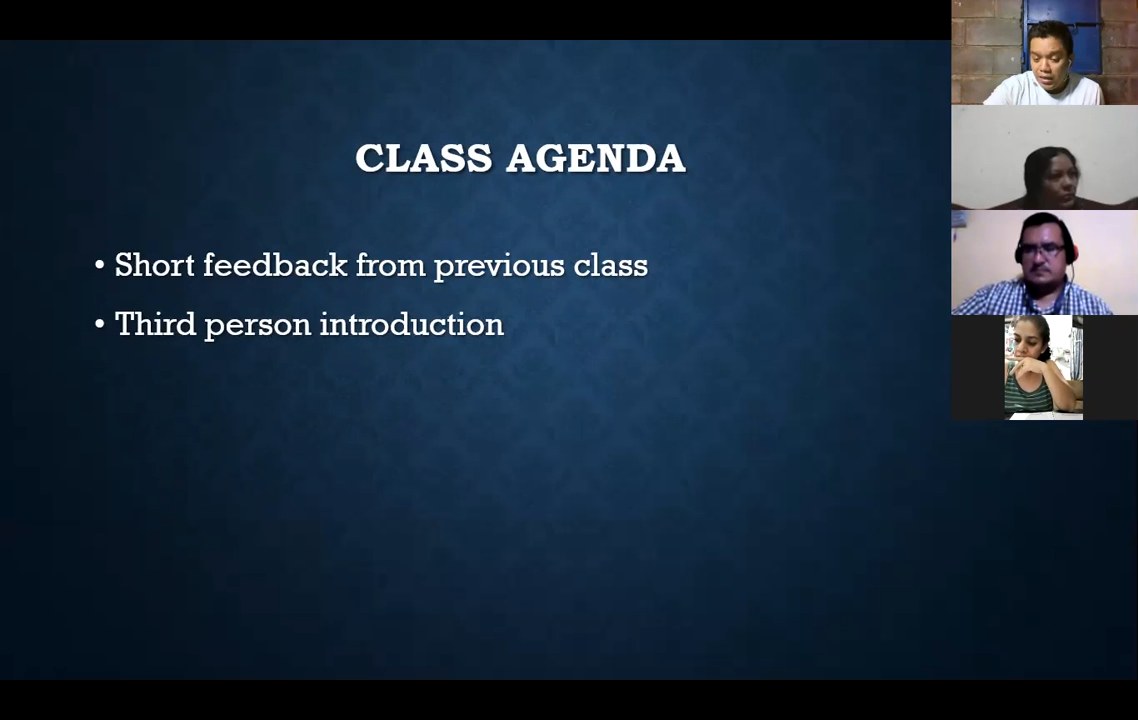 CLASS AGENDA
• Short feedback from previous class
• Third person introduction